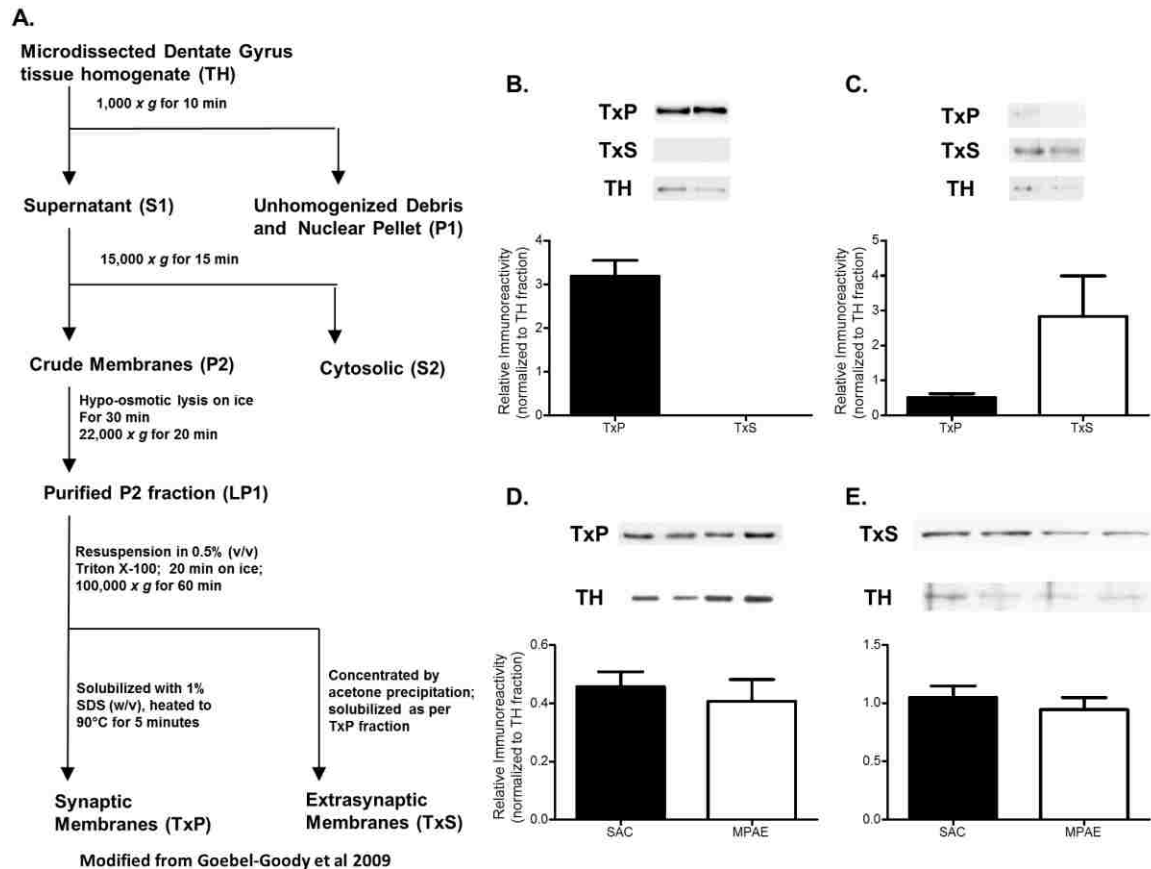 A.
Microdissected Dentate Gyrus
tissue homogenate (TH)
1,000 x g for 10 min
Supernatant (S1)
Unhomogenized Debris
and Nuclear Pellet (P1)
15,000 x g for 15 min
Crude Membranes (P2)
Cytosolic (S2)
Hypo-osmotic lysis on ice
For 30 min
22,000 x g for 20 min
Purified P2 fraction (LP1)
Resuspension in 0.5% (v/v)
Triton X-100; 20 min on ice;
100,000 x g for 60 min
Solubilized with 1%
SDS (w/v), heated to
90°C for 5 minutes
Concentrated by
acetone precipitation;
solubilized as per
TxP fraction
Synaptic
Membranes (TxP)
Extrasynaptic
Membranes (TxS)
Modified from Goebel-Goody et al 2009
B.
TxP
TxS
TH
Relative Immunoreactivity
(normalized to TH fraction)
4
3
2
1
0
TxP
TxS
C.
TxP
TxS
TH
5
4
3
2
1
0
TxP
TxS
D.
TxP
TH
Relative Immunoreactivity
(normalized to TH fraction)
0.6
0.4
0.2
0.0
SAC
MPAE
E.
TxS
TH
1.5
1.0
0.5
0.0
SAC
MPAE